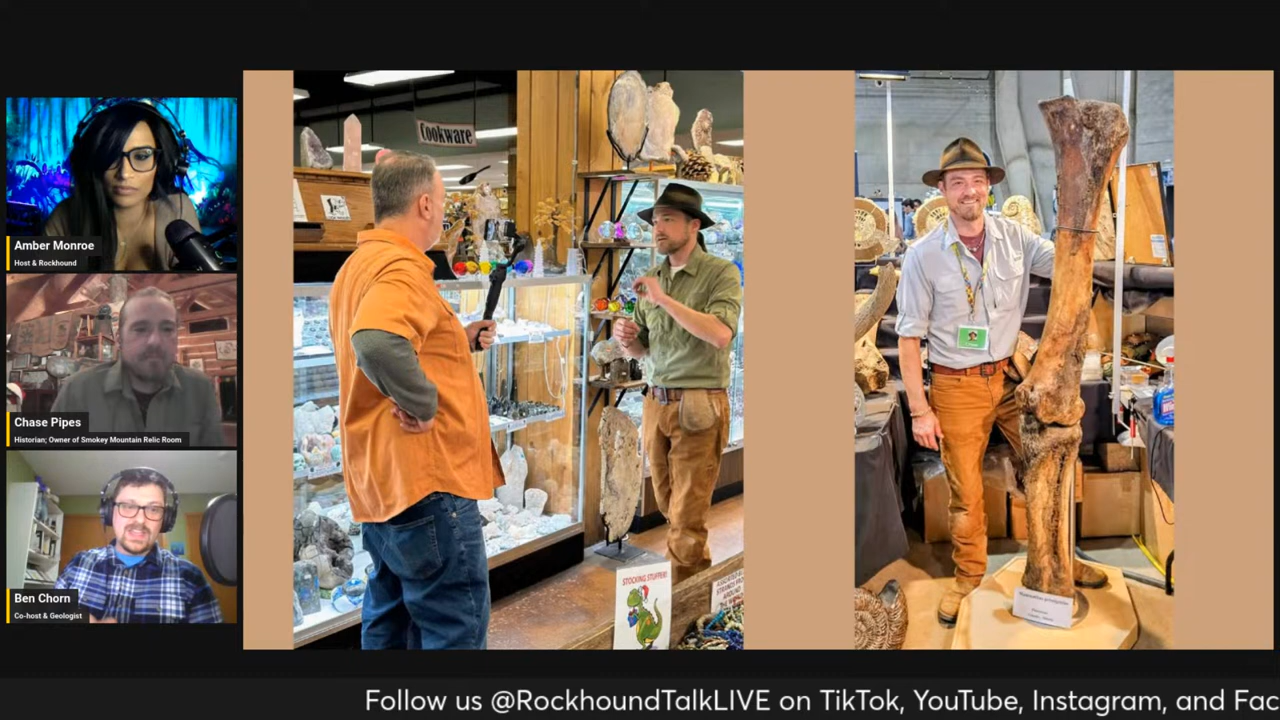 Amber Monroe
Host & Rockhound
Chase Pipes
Historian; Owner of Smokey Mountain Relic Room
Ben Chorn
Co-host & Geologist
Cookware
STOCKING STUFFER!
Follow us @RockhoundTalkLIVE on TikTok, YouTube, Instagram, and Fac